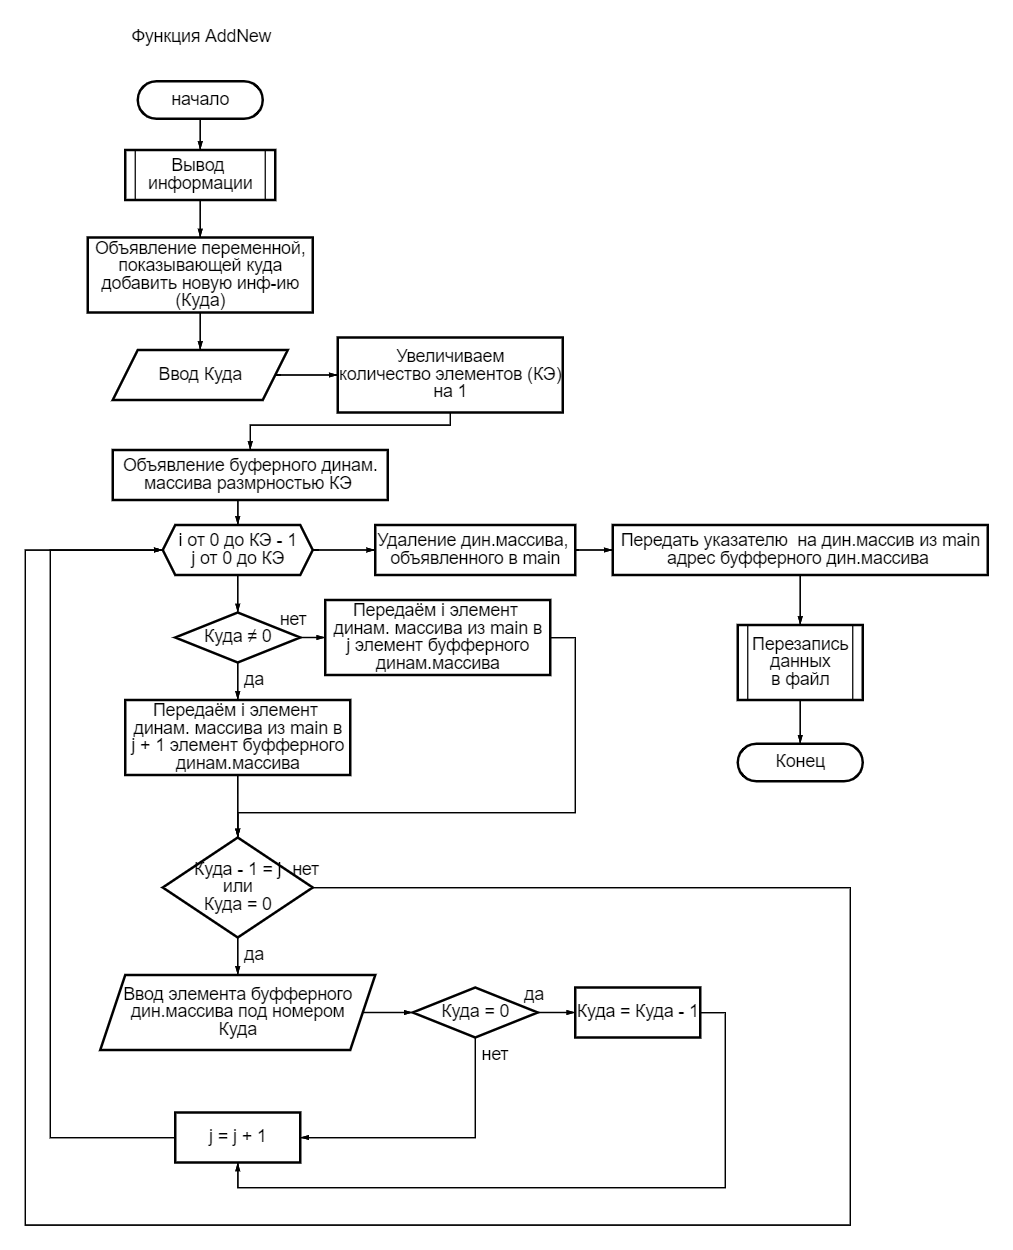 Функция AddNew
начало
Вывод
информации
Объявление переменной,
показывающей куда
добавить новую инф-ию
(Куда)
Ввод Куда
Увеличиваем
количество элементов (КЭ)
на 1
Объявление буферного динам.
массива размрностью КЭ
i от 0 до КЭ - 1
j от 0 до КЭ
Удаление дин.массива,
объявленного в main
Передать указателю на дин.массив из main
адрес буфферного дин.массива
Куда ≠ 0
нет
Передаём i элемент
динам. массива из main в
j элемент буфферного
динам.массива
Перезапись
данных
в файл
да
Передаём i элемент
динам. массива из main в
j + 1 элемент буфферного
динам.массива
Конец
Куда - 1 = j
или
Куда = 0
нет
да
Ввод элемента буфферного
дин.массива под номером
Куда
Куда = 0
да
Куда = Куда - 1
нет
j = j + 1